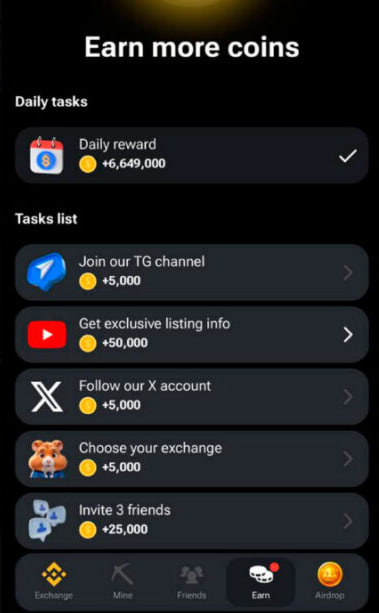 Earn more coins
Daily tasks
Daily reward
+6,649,000
Tasks list
Join our TG channel
+5,000
Get exclusive listing info
+50,000
Follow our X account
+5,000
Choose your exchange
+5,000
Invite 3 friends
+25,000
Exchange
Mine
Friends
Earn
Airdrop